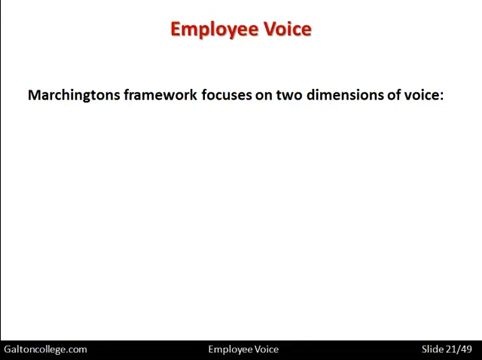 Employee Voice
Marchingtons framework focuses on two dimensions of voice:
Galtoncollege.com Employee Voice Slide 21/49